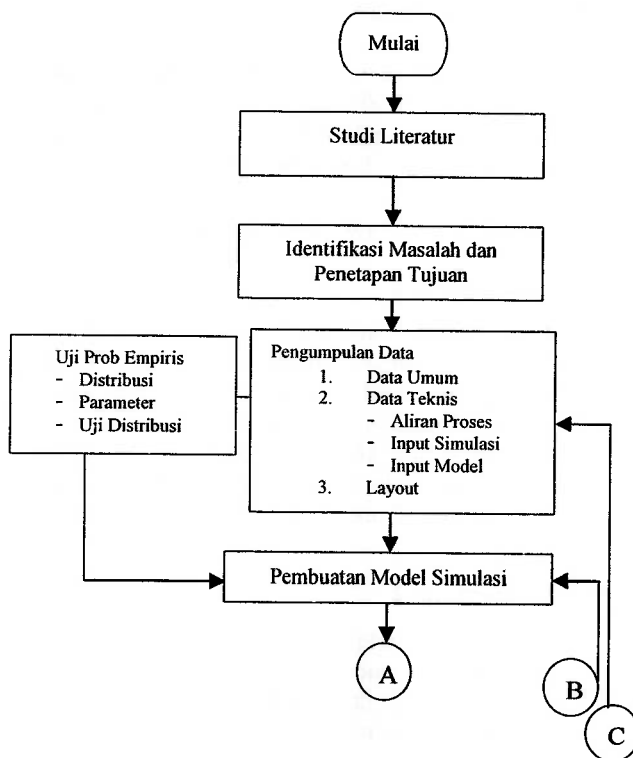 Mulai
Studi Literatur
Identifikasi Masalah dan
Penetapan Tujuan
Uji Prob Empiris
- Distribusi
- Parameter
- Uji Distribusi
Pengumpulan Data
1. Data Umum
2. Data Teknis
- Aliran Proses
- Input Simulasi
- Input Model
3. Layout
Pembuatan Model Simulasi
A
B
C